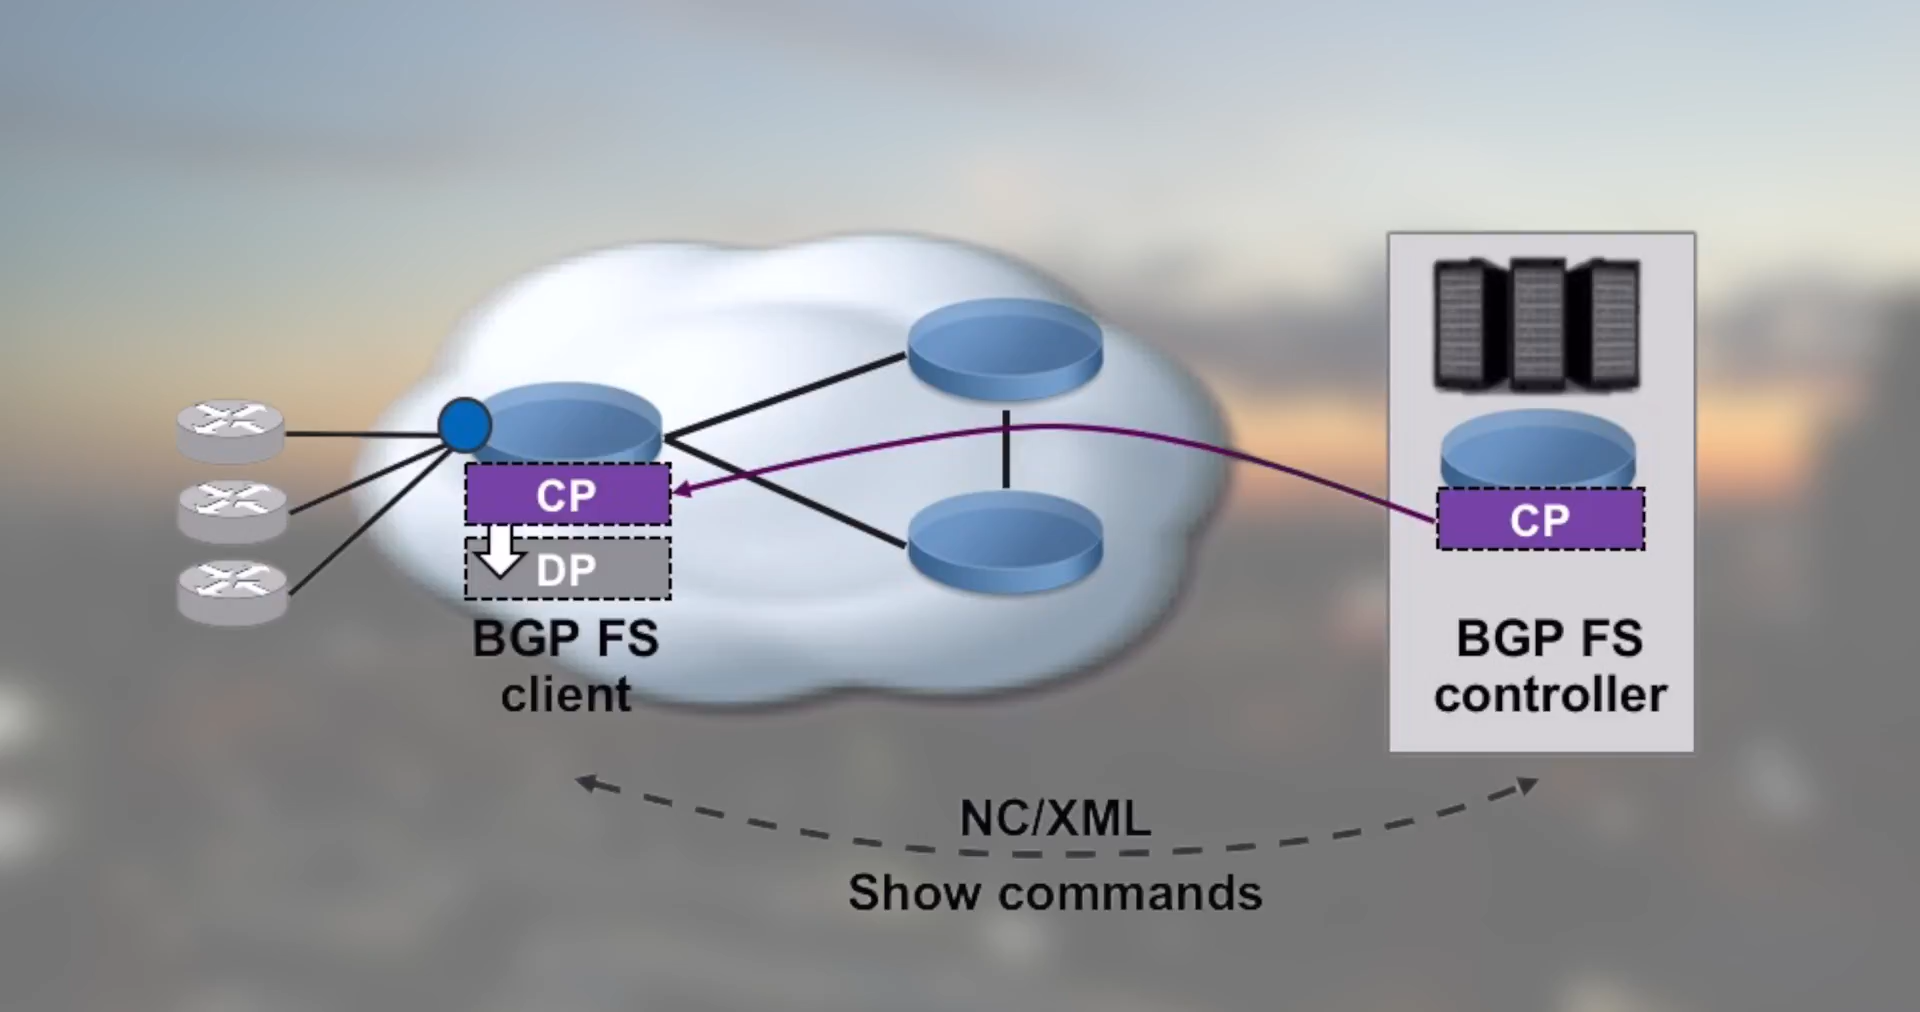 CP
DP
BGP FS
client
CP
BGP FS
controller
NC/XML
Show commands